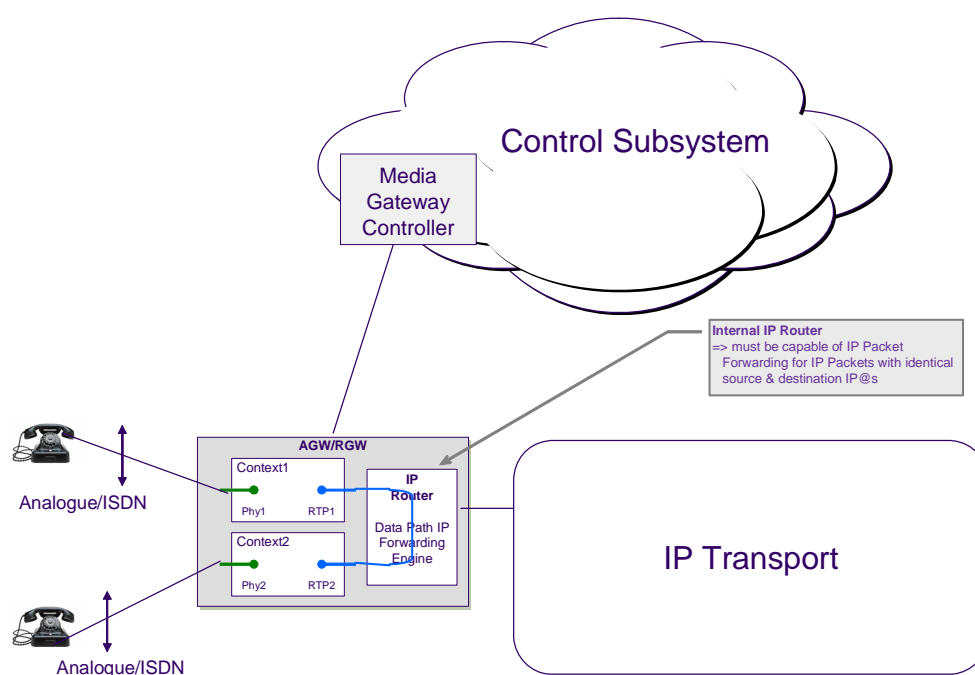 Control Subsystem
Media
Gateway
Controller
Internal IP Router
=> must be capable of IP Packet
Forwarding for IP Packets with identical
source & destination IP@s
AGW/RGW
Context1
Phy1
RTP1
IP
Router
Data Path IP
Forwarding
Engine
Context2
Phy2
RTP2
Analogue/ISDN
Analogue/ISDN
IP Transport